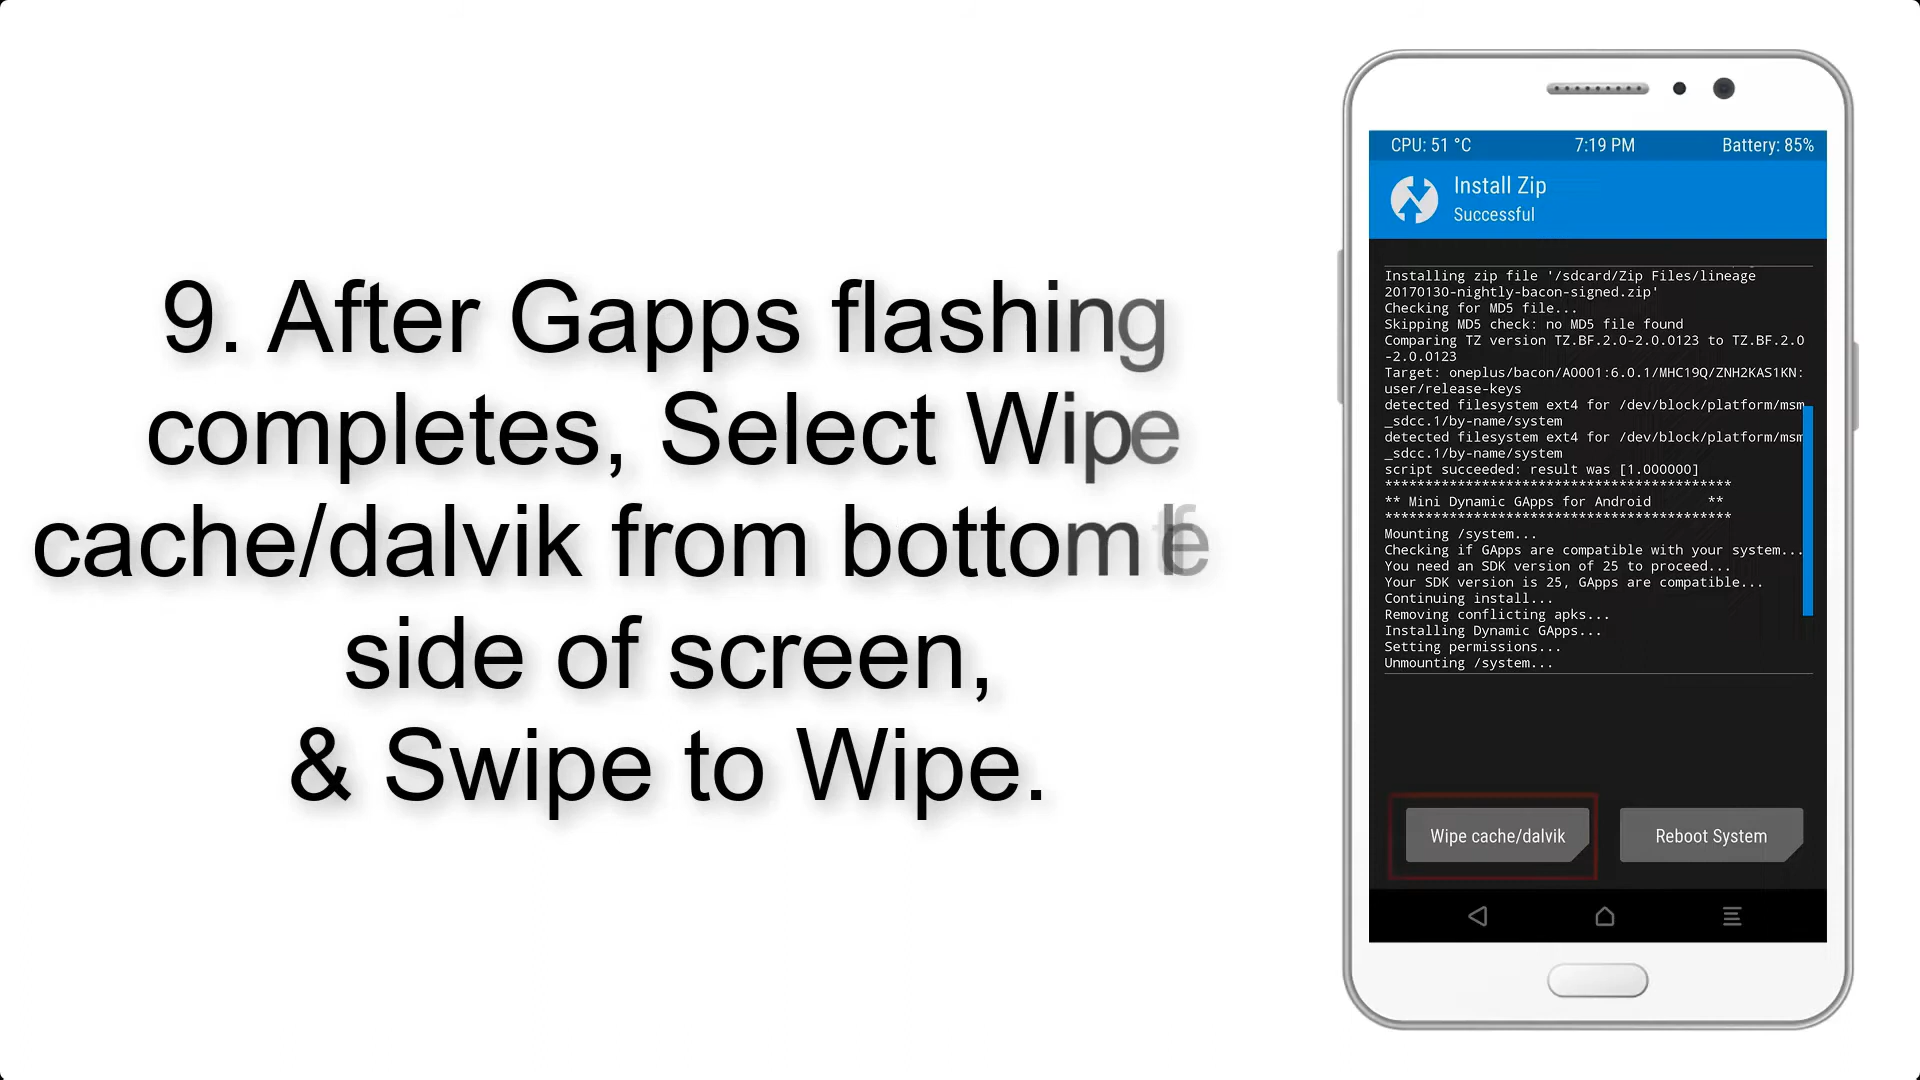 9. After Gapps flashing
completes, Select Wipe
cache/dalvik from bottom
side of screen,
& Swipe to Wipe.
CPU: 51 °C 7:19 PM Battery: 85%
Install Zip
Successful
Installing zip file '/sdcard/Zip Files/lineage
20170130-nightly-bacon-signed.zip'
Checking for MD5 file...
Skipping MD5 check: no MD5 file found
Comparing TZ version TZ.BF.2.0-2.0.0123 to TZ.BF.2.0
-2.0.0123
Target: oneplus/bacon/A0001:6.0.1/MHC19Q/ZNH2KAS1KN:
user/release-keys
detected filesystem ext4 for /dev/block/platform/msm
_sdcc.1/by-name/system
detected filesystem ext4 for /dev/block/platform/msm
_sdcc.1/by-name/system
script succeeded: result was [1.000000]
******************************************
** Mini Dynamic GApps for Android **
******************************************
Mounting /system...
Checking if GApps are compatible with your system...
You need an SDK version of 25 to proceed...
Your SDK version is 25, GApps are compatible...
Continuing install...
Removing conflicting apks...
Installing Dynamic GApps...
Setting permissions...
Unmounting /system...
Wipe cache/dalvik Reboot System